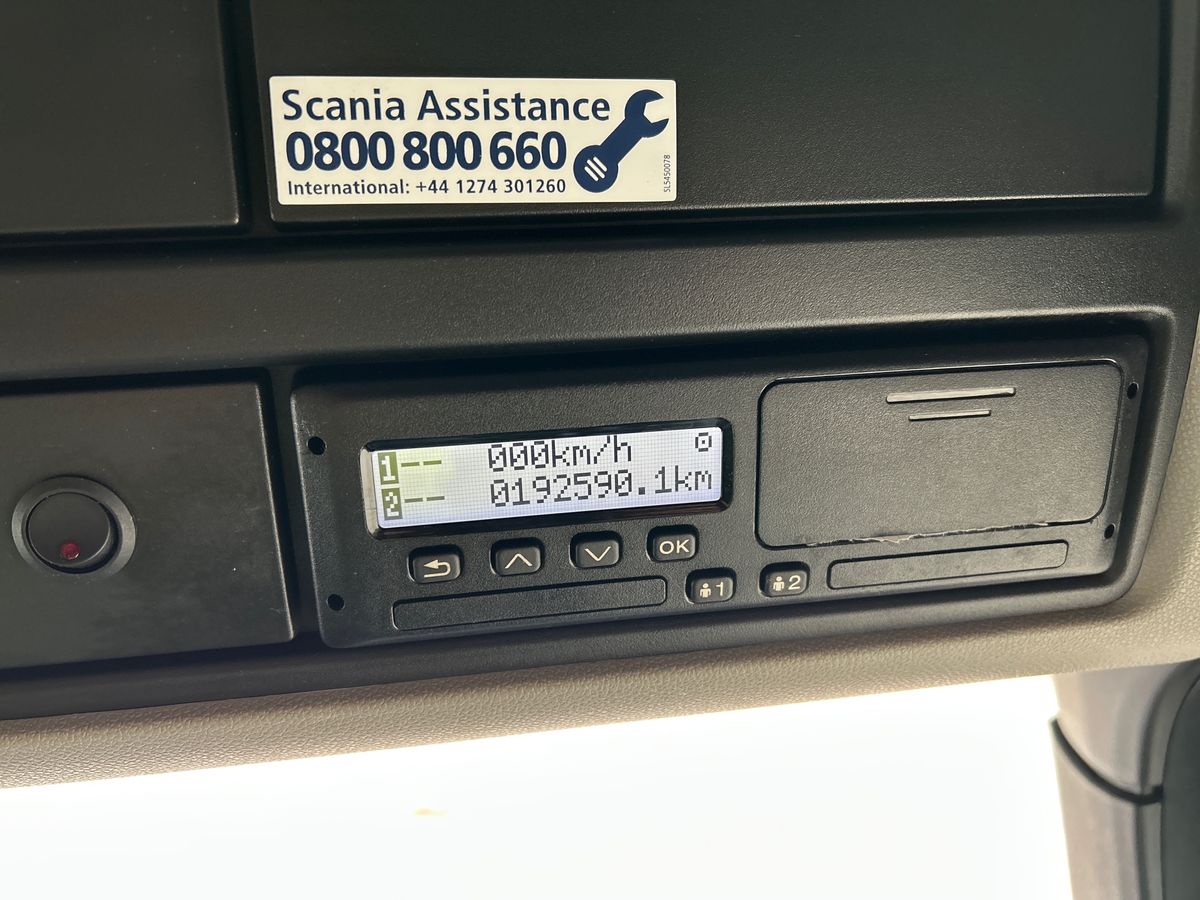 Scania Assistance
0800 800 660
International: +44 1274 301260
SL5450078
1-- 000km/h
2-- 0192590.1km
OK
1
2